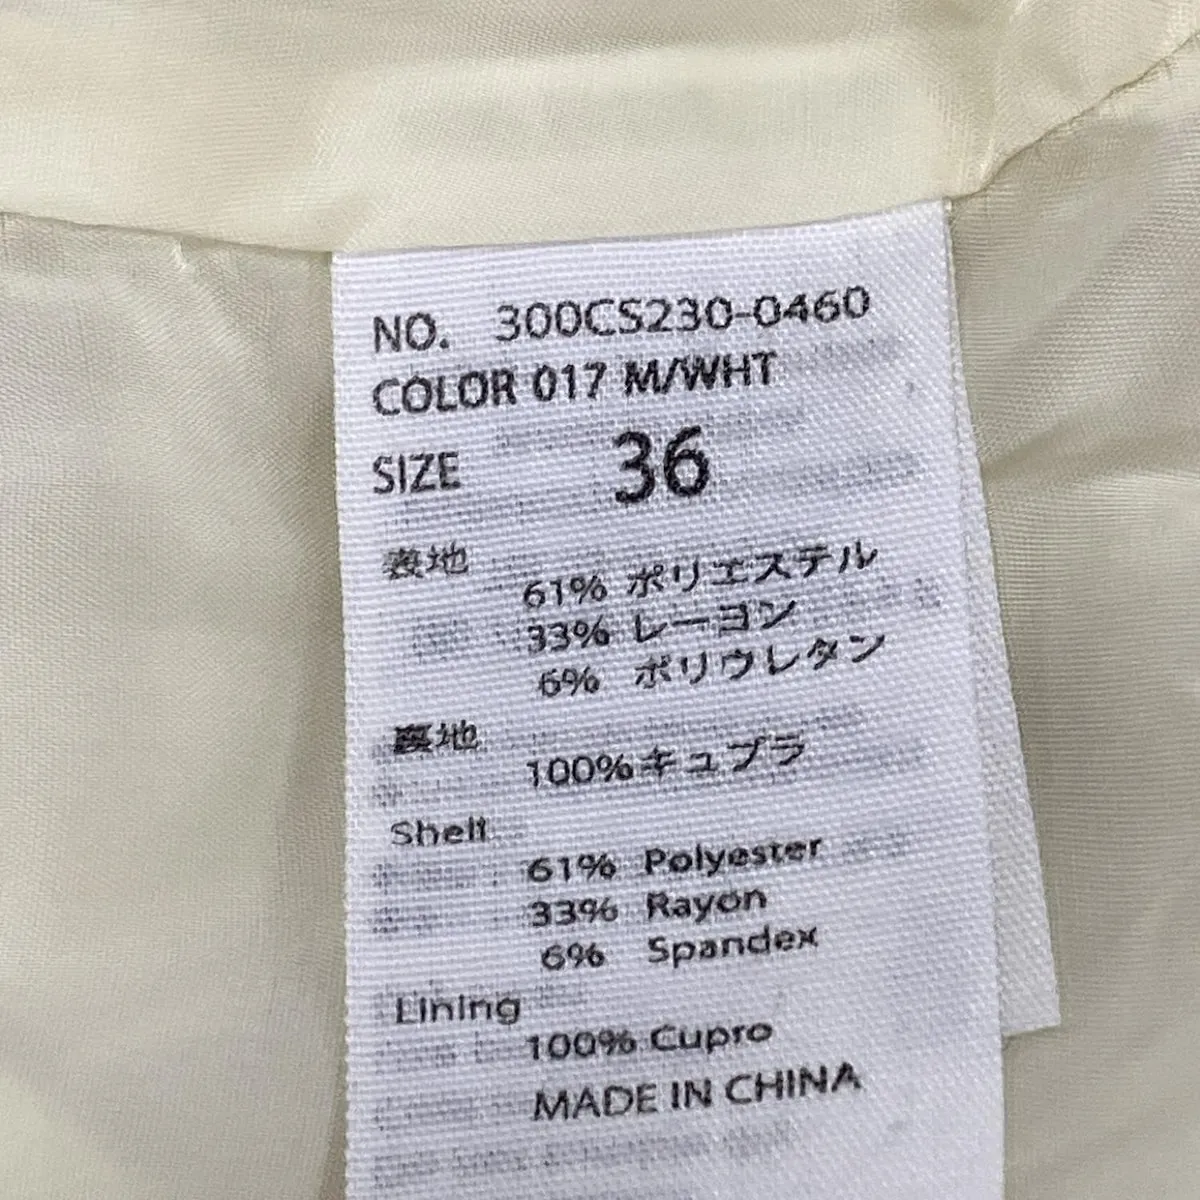 NO. 300CS230-0460
COLOR 017 M/WHT
SIZE 36
表地
61% ポリエステル
33% レーヨン
6% ポリウレタン
裏地
100%キュプラ
Shell
61% Polyester
33% Rayon
6% Spandex
Lining
100% Cupro
MADE IN CHINA